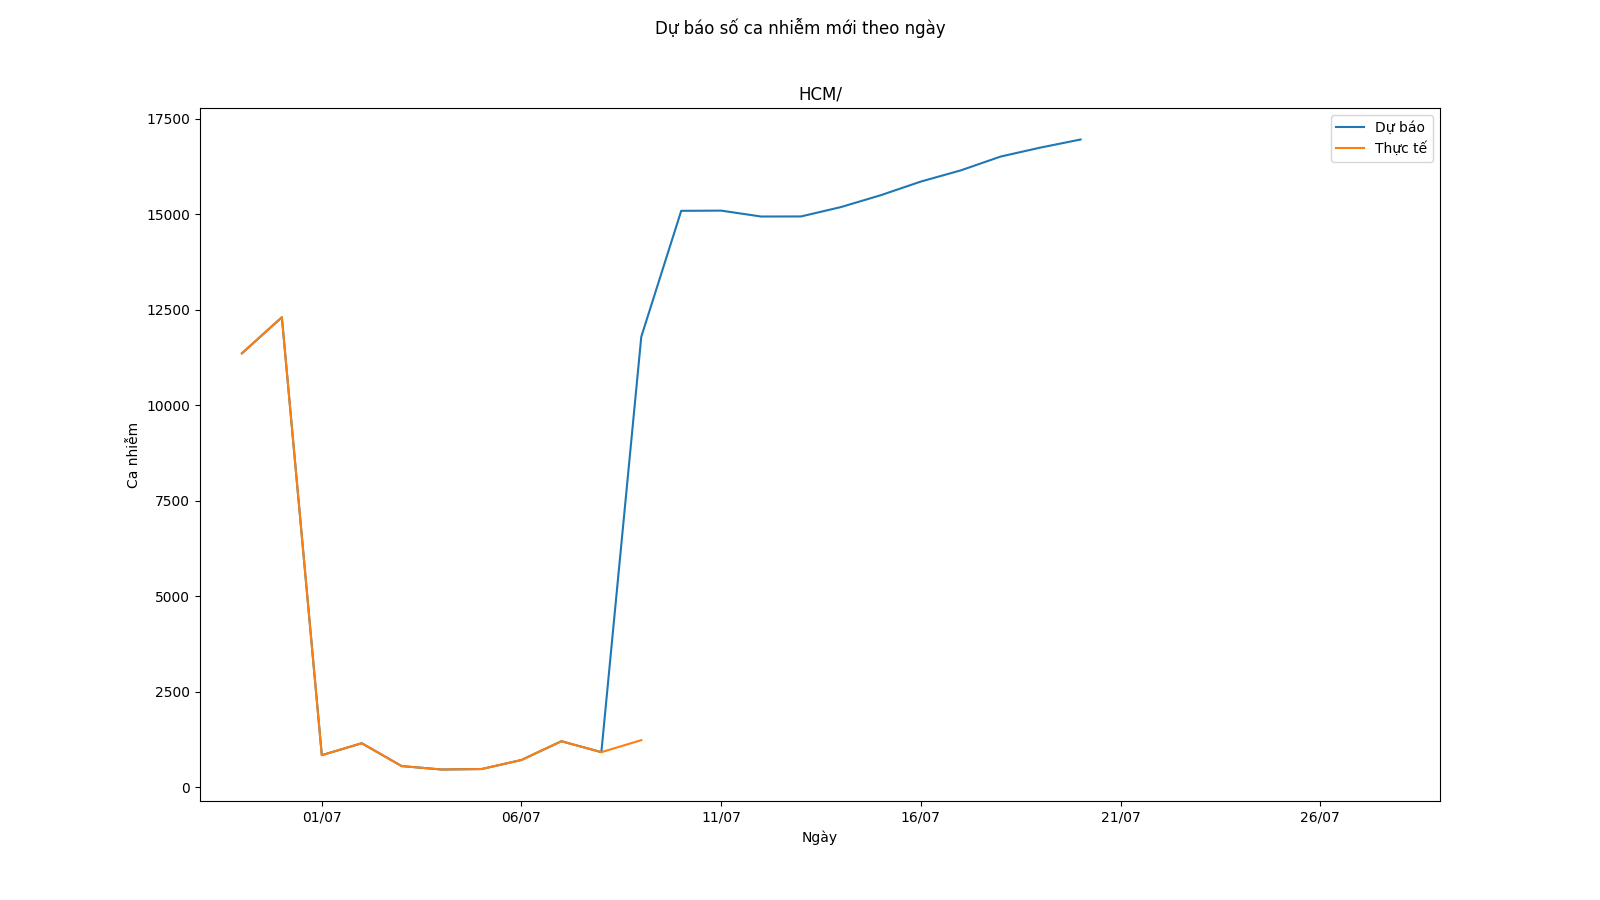 Dự báo số ca nhiễm mới theo ngày
HCM/
Dự báo
Thực tế
17500
15000
12500
10000
7500
5000
2500
0
Ca nhiễm
01/07
06/07
11/07
16/07
21/07
26/07
Ngày